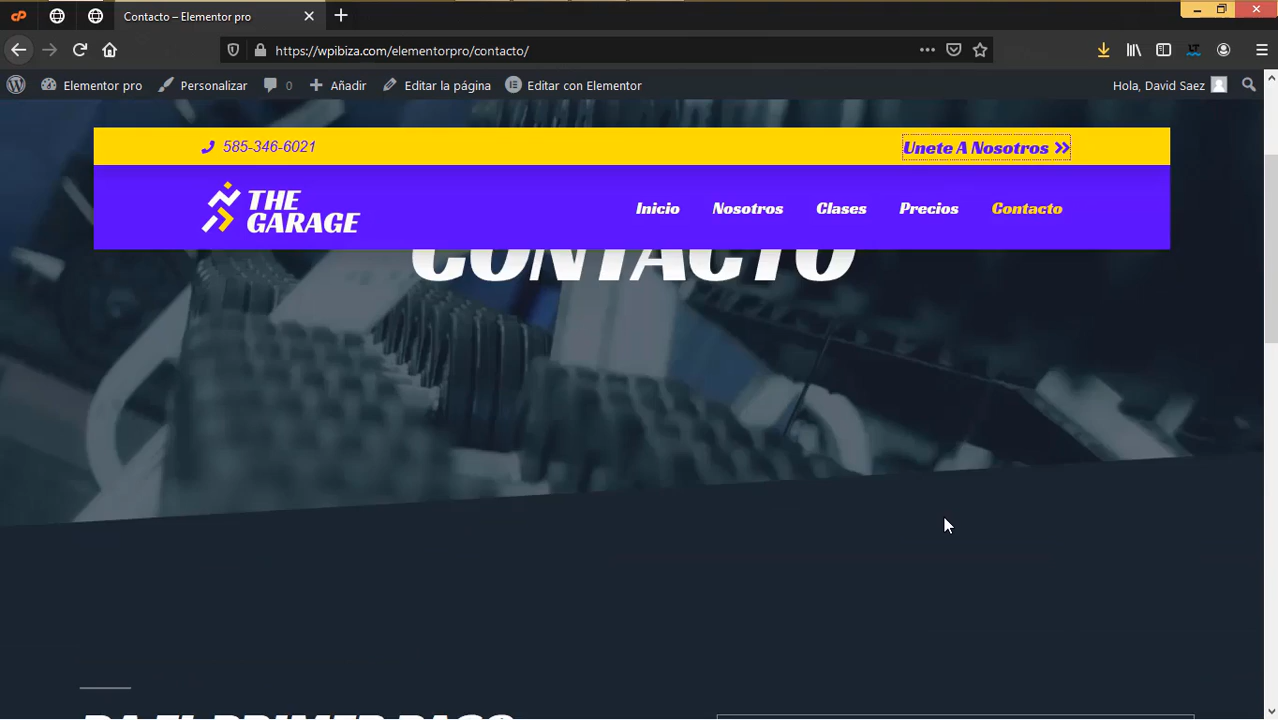 Contacto – Elementor pro
https://wpibiza.com/elementorpro/contacto/
Elementor pro Personalizar 0 Añadir Editar la página Editar con Elementor Hola, David Saez
585-346-6021 Unete A Nosotros
THE GARAGE
Inicio Nosotros Clases Precios Contacto
CONTACTO
DA EL PRIMER PASO